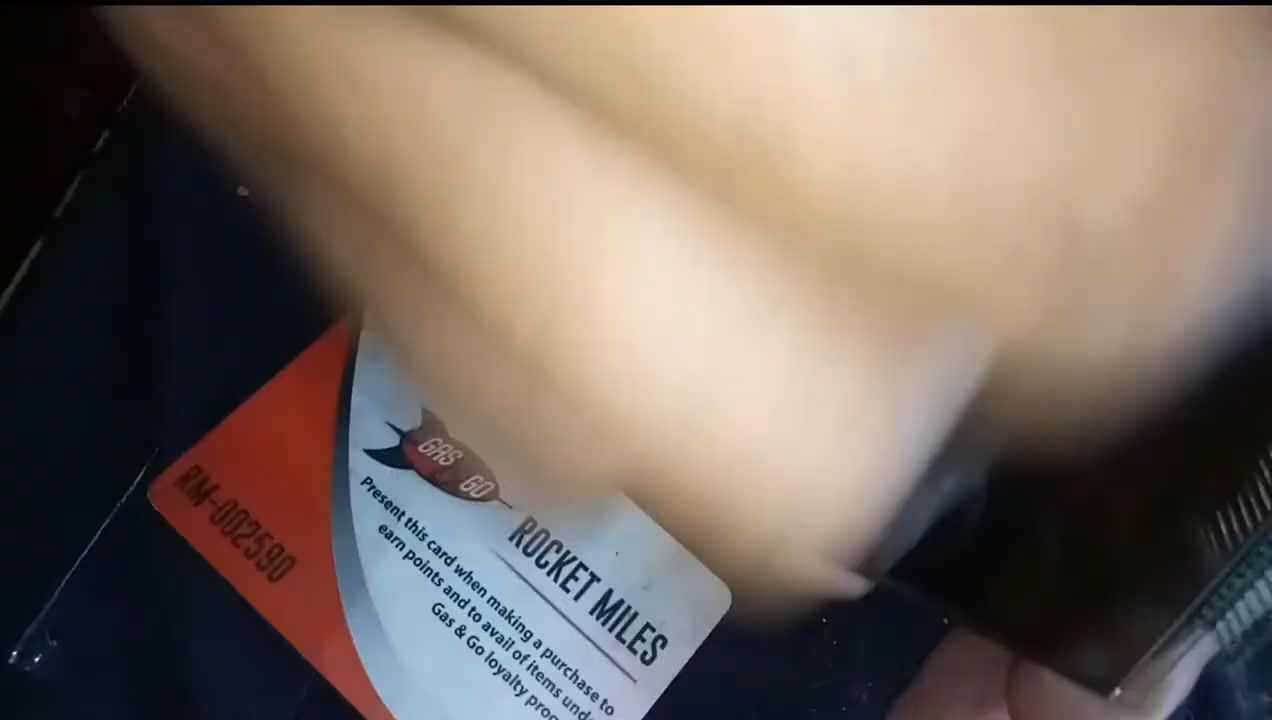 GAS
GO
ROCKET MILES
Present this card when making a purchase to
earn points and to avail of items
Gas & Go loyalty
RM-002590